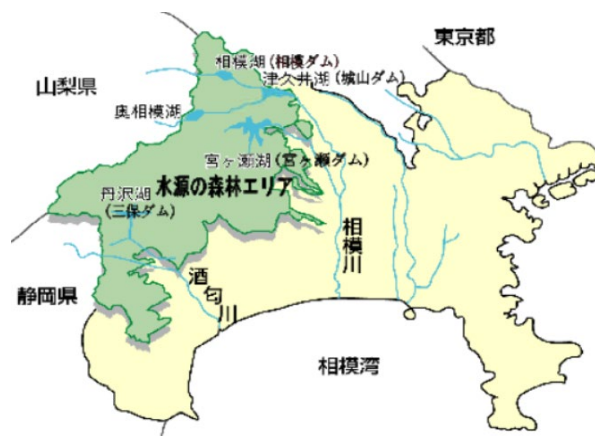 東京都
相模湖(相模ダム)
津久井湖(城山ダム)
山梨県
奥相模湖
宮ヶ瀬湖(宮ヶ瀬ダム)
水源の森林エリア
丹沢湖
(三保ダム)
相模川
酒匂川
静岡県
相模湾